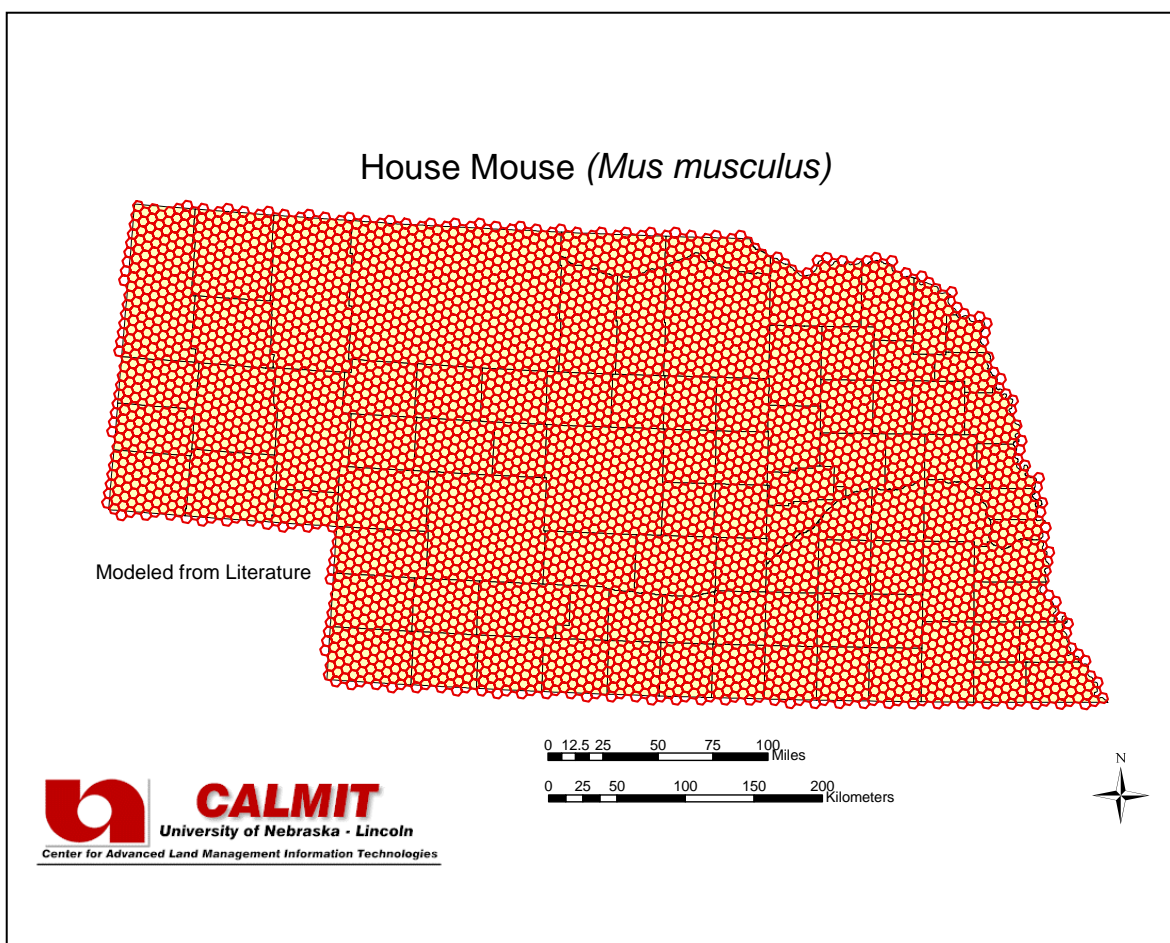 House Mouse (Mus musculus)
Modeled from Literature
0 12.5 25 50 75 100
Miles
0 25 50 100 150 200
Kilometers
N
CALMIT
University of Nebraska - Lincoln
Center for Advanced Land Management Information Technologies